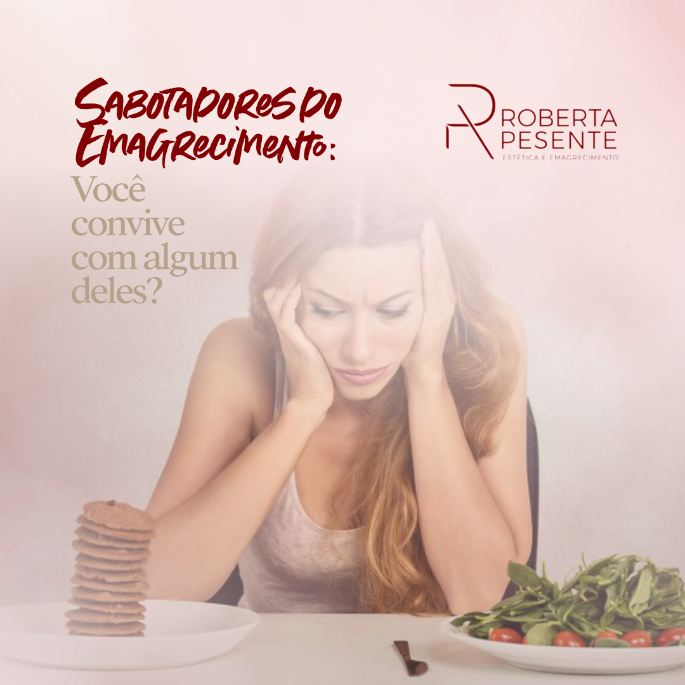 Sabotadores do
Emagrecimento:
Você
convive
com algum
deles?
ROBERTA
PESENTE
ESTÉTICA E EMAGRECIMENTO